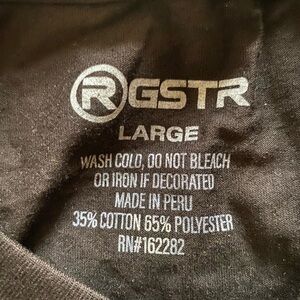 RGSTR
LARGE
WASH COLD, DO NOT BLEACH
OR IRON IF DECORATED
MADE IN PERU
35% COTTON 65% POLYESTER
RN#162282